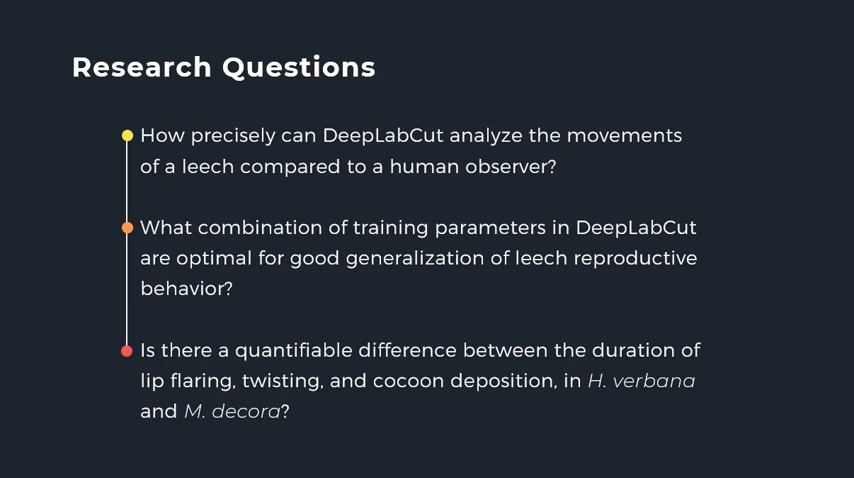 Research Questions
How precisely can DeepLabCut analyze the movements
of a leech compared to a human observer?
What combination of training parameters in DeepLabCut
are optimal for good generalization of leech reproductive
behavior?
Is there a quantifiable difference between the duration of
lip flaring, twisting, and cocoon deposition, in H. verbana
and M. decora?